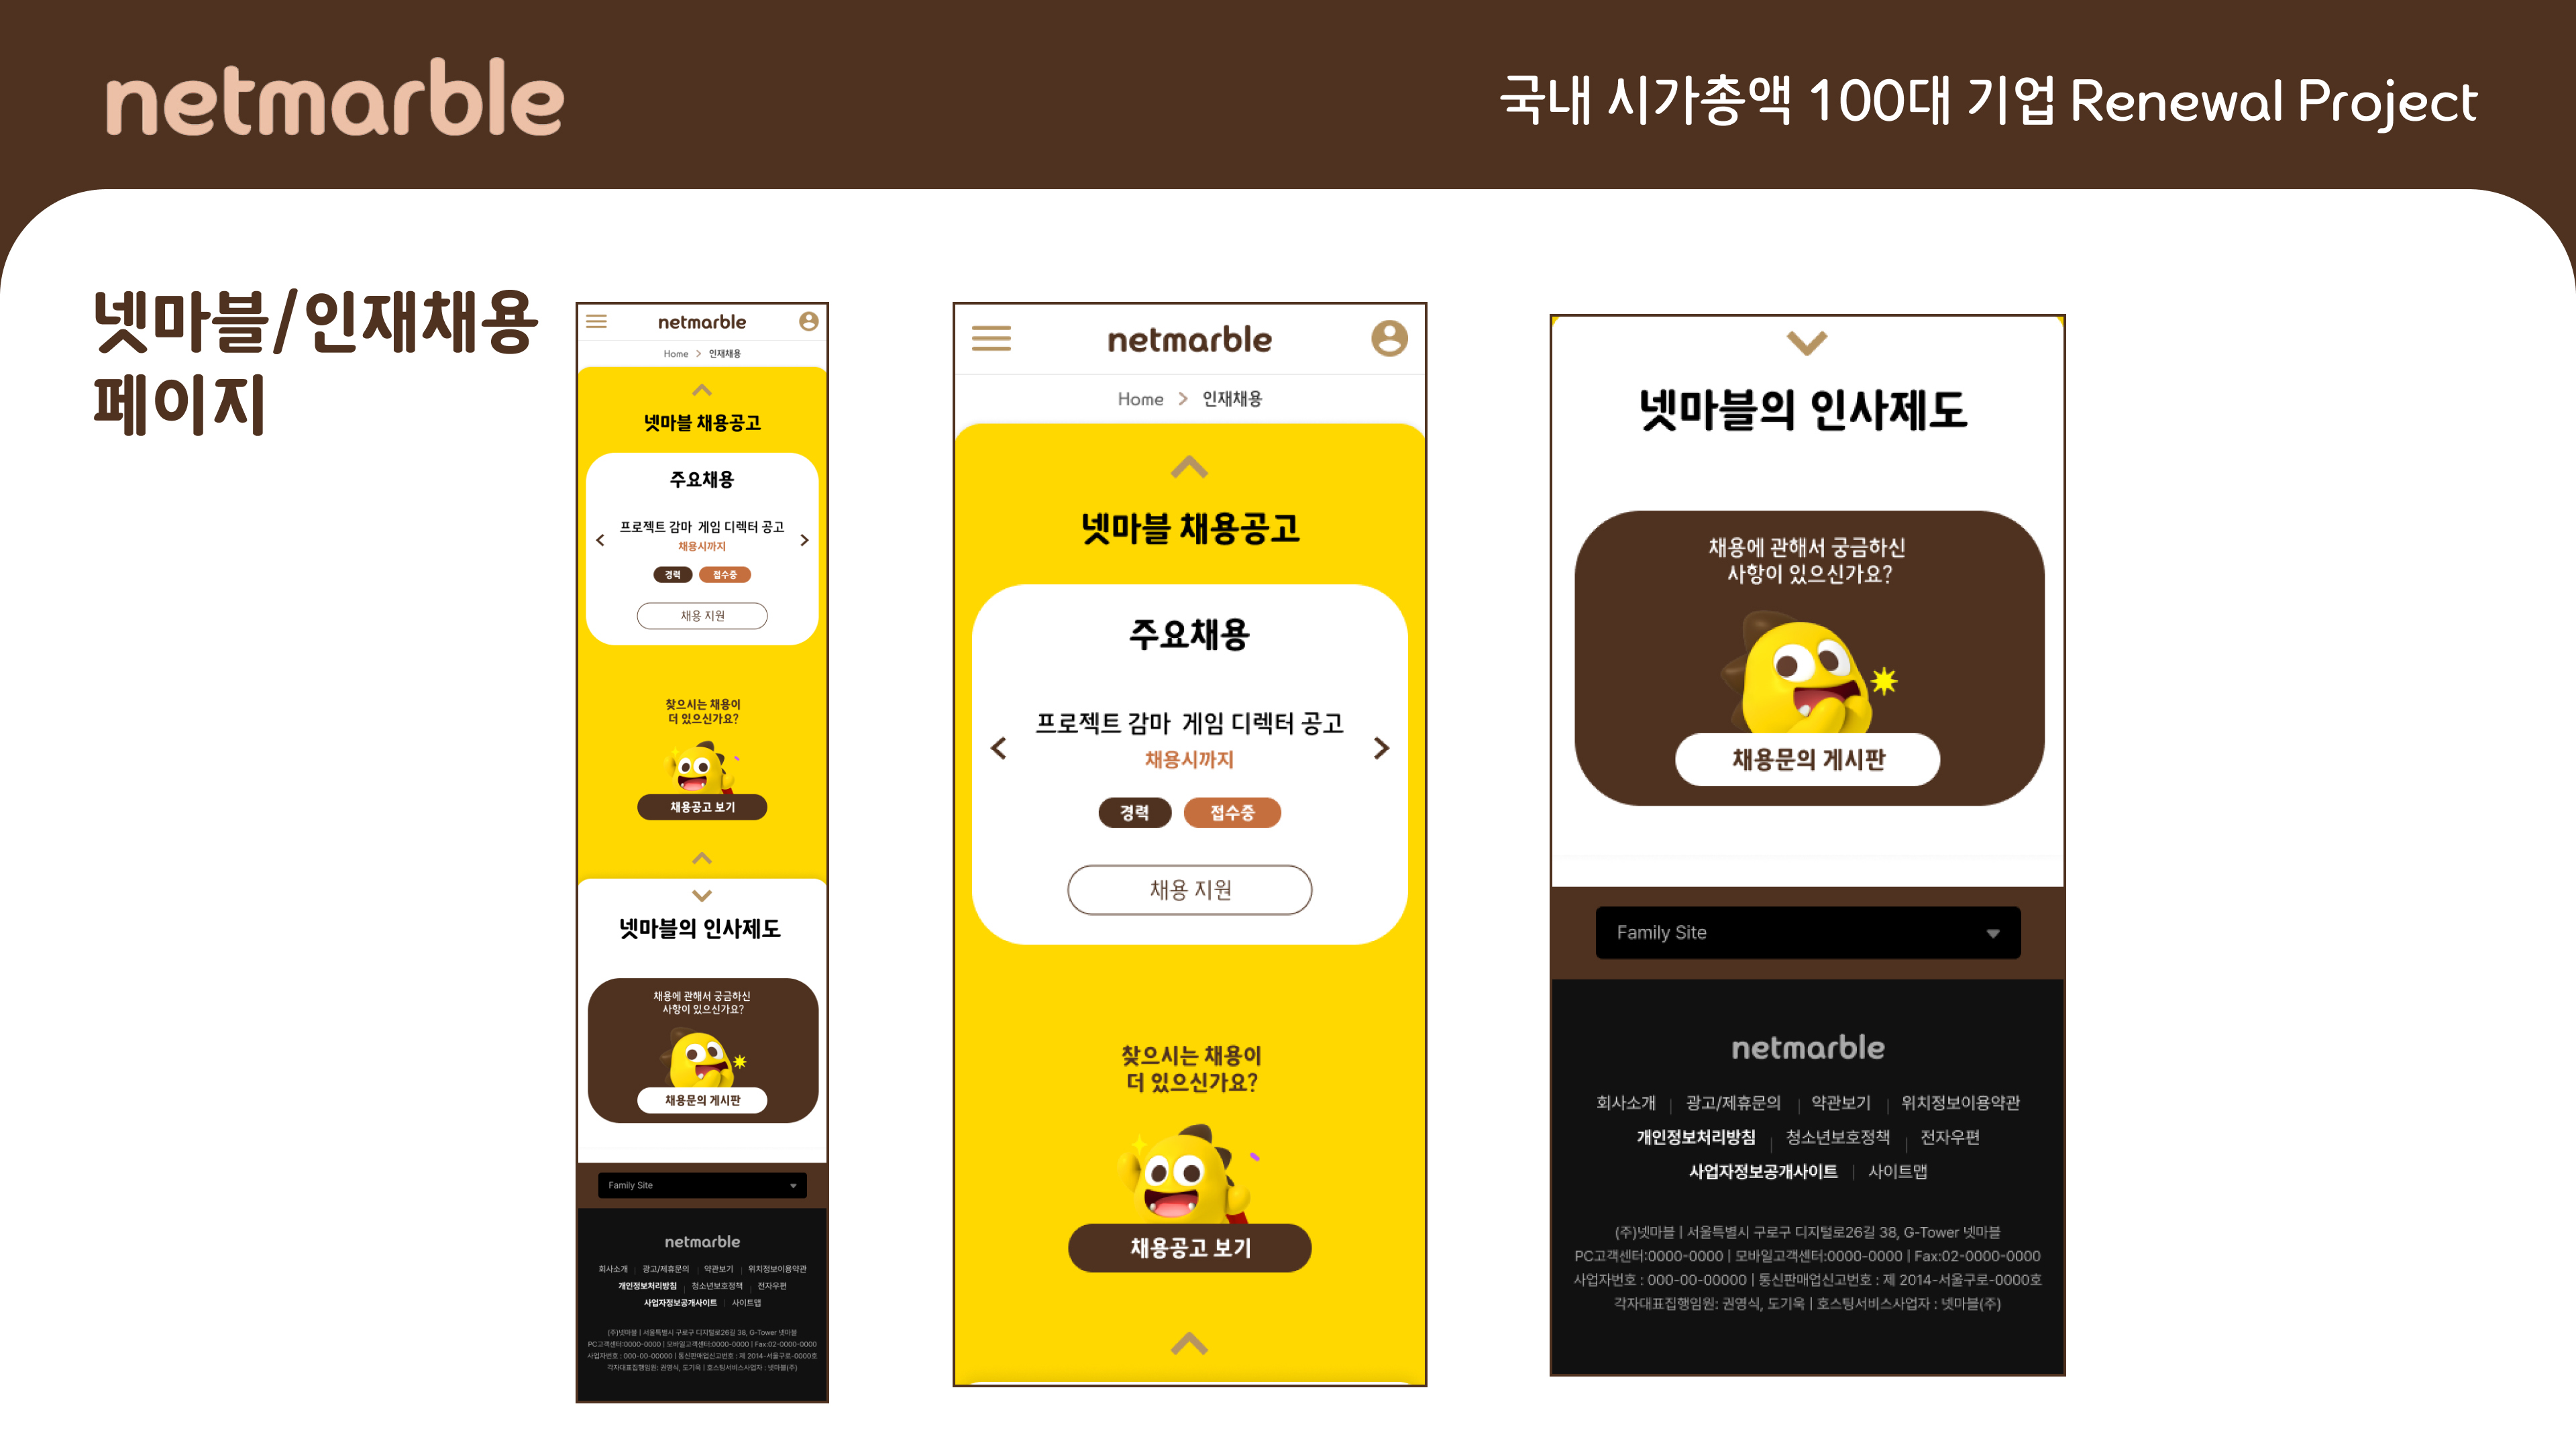 netmarble
국내 시가총액 100대 기업 Renewal Project
넷마블/인재채용
페이지
netmarble
Home > 인재채용
넷마블 채용공고
주요채용
프로젝트 감마 게임 디렉터 공고
채용시까지
경력 접수중
채용 지원
찾으시는 채용이
더 있으신가요?
채용공고 보기
넷마블의 인사제도
채용에 관해서 궁금하신
사항이 있으신가요?
채용문의 게시판
Family Site
netmarble
회사소개 | 광고/제휴문의 | 약관보기 | 위치정보이용약관
개인정보처리방침 | 청소년보호정책 | 전자우편
사업자정보공개사이트 | 사이트맵
(주)넷마블 | 서울특별시 구로구 디지털로26길 38, G-Tower 넷마블
PC고객센터:0000-0000 | 모바일고객센터:0000-0000 | Fax:02-0000-0000
사업자번호 : 000-00-00000 | 통신판매업신고번호 : 제 2014-서울구로-0000호
각자대표집행임원: 권영식, 도기욱 | 호스팅서비스사업자 : 넷마블(주)
netmarble
Home > 인재채용
넷마블 채용공고
주요채용
프로젝트 감마 게임 디렉터 공고
채용시까지
경력 접수중
채용 지원
찾으시는 채용이
더 있으신가요?
채용공고 보기
넷마블의 인사제도
채용에 관해서 궁금하신
사항이 있으신가요?
채용문의 게시판
Family Site
netmarble
회사소개 | 광고/제휴문의 | 약관보기 | 위치정보이용약관
개인정보처리방침 | 청소년보호정책 | 전자우편
사업자정보공개사이트 | 사이트맵
(주)넷마블 | 서울특별시 구로구 디지털로26길 38, G-Tower 넷마블
PC고객센터:0000-0000 | 모바일고객센터:0000-0000 | Fax:02-0000-0000
사업자번호 : 000-00-00000 | 통신판매업신고번호 : 제 2014-서울구로-0000호
각자대표집행임원: 권영식, 도기욱 | 호스팅서비스사업자 : 넷마블(주)